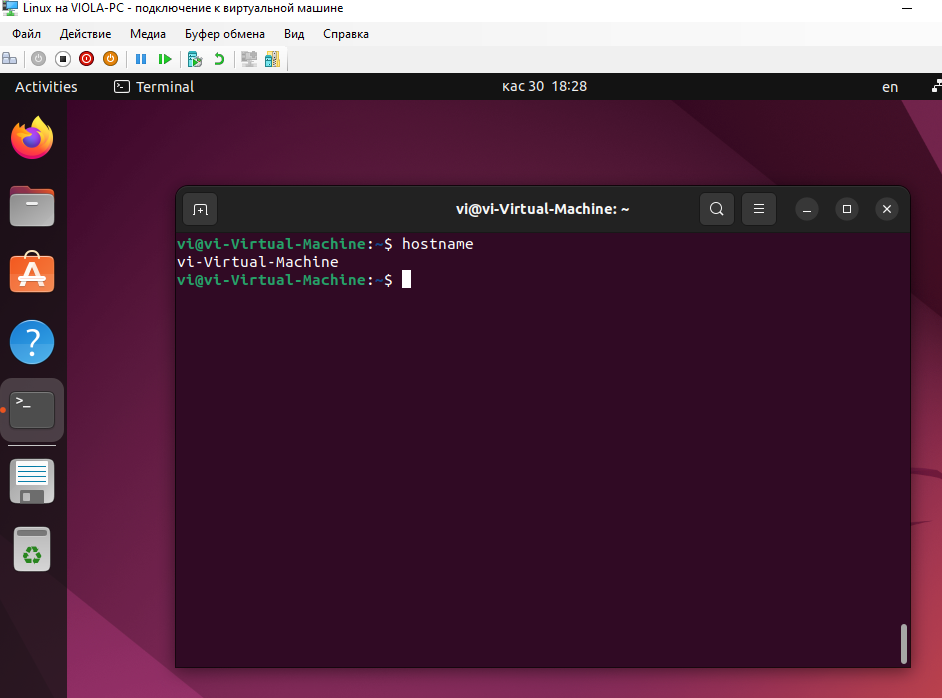 Linux на VIOLA-PC - подключение к виртуальной машине
Файл Действие Медиа Буфер обмена Вид Справка
Activities Terminal кас 30 18:28 en
vi@vi-Virtual-Machine: ~
vi@vi-Virtual-Machine:~$ hostname
vi-Virtual-Machine
vi@vi-Virtual-Machine:~$